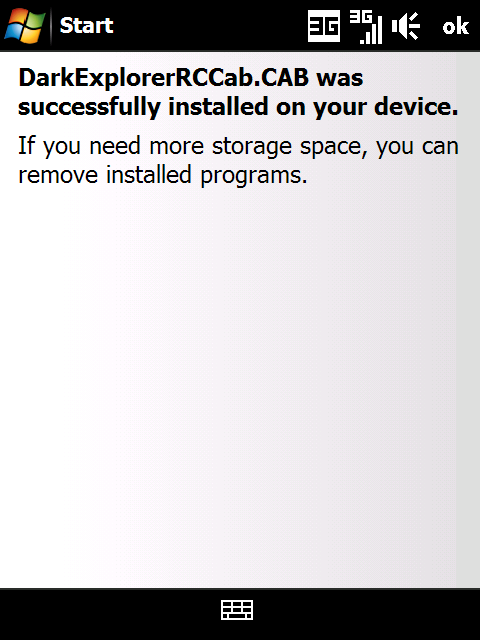 Start 3G 3G ok
DarkExplorerRCCab.CAB was
successfully installed on your device.
If you need more storage space, you can
remove installed programs.